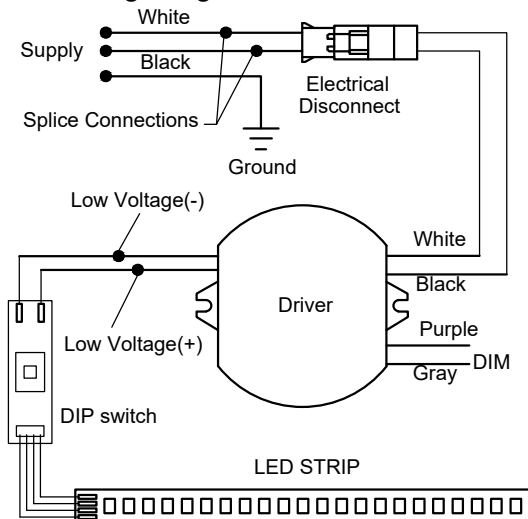 White
Supply
Black
Electrical
Disconnect
Splice Connections
Ground
Low Voltage(-)
White
Driver
Black
Low Voltage(+)
Purple
DIM
Gray
DIP switch
LED STRIP